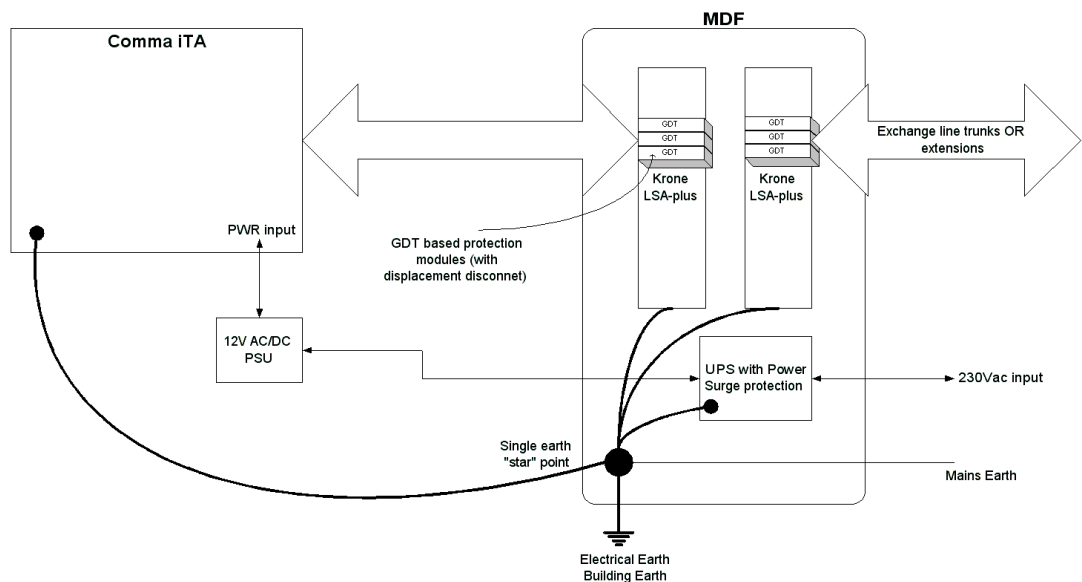 MDF
Comma iTA
GDT
GDT
GDT
GDT
GDT
GDT
Exchange line trunks OR
extensions
Krone
LSA-plus
Krone
LSA-plus
PWR input
GDT based protection
modules (with
displacement disconnet)
12V AC/DC
PSU
UPS with Power
Surge protection
230Vac input
Single earth
"star" point
Mains Earth
Electrical Earth
Building Earth